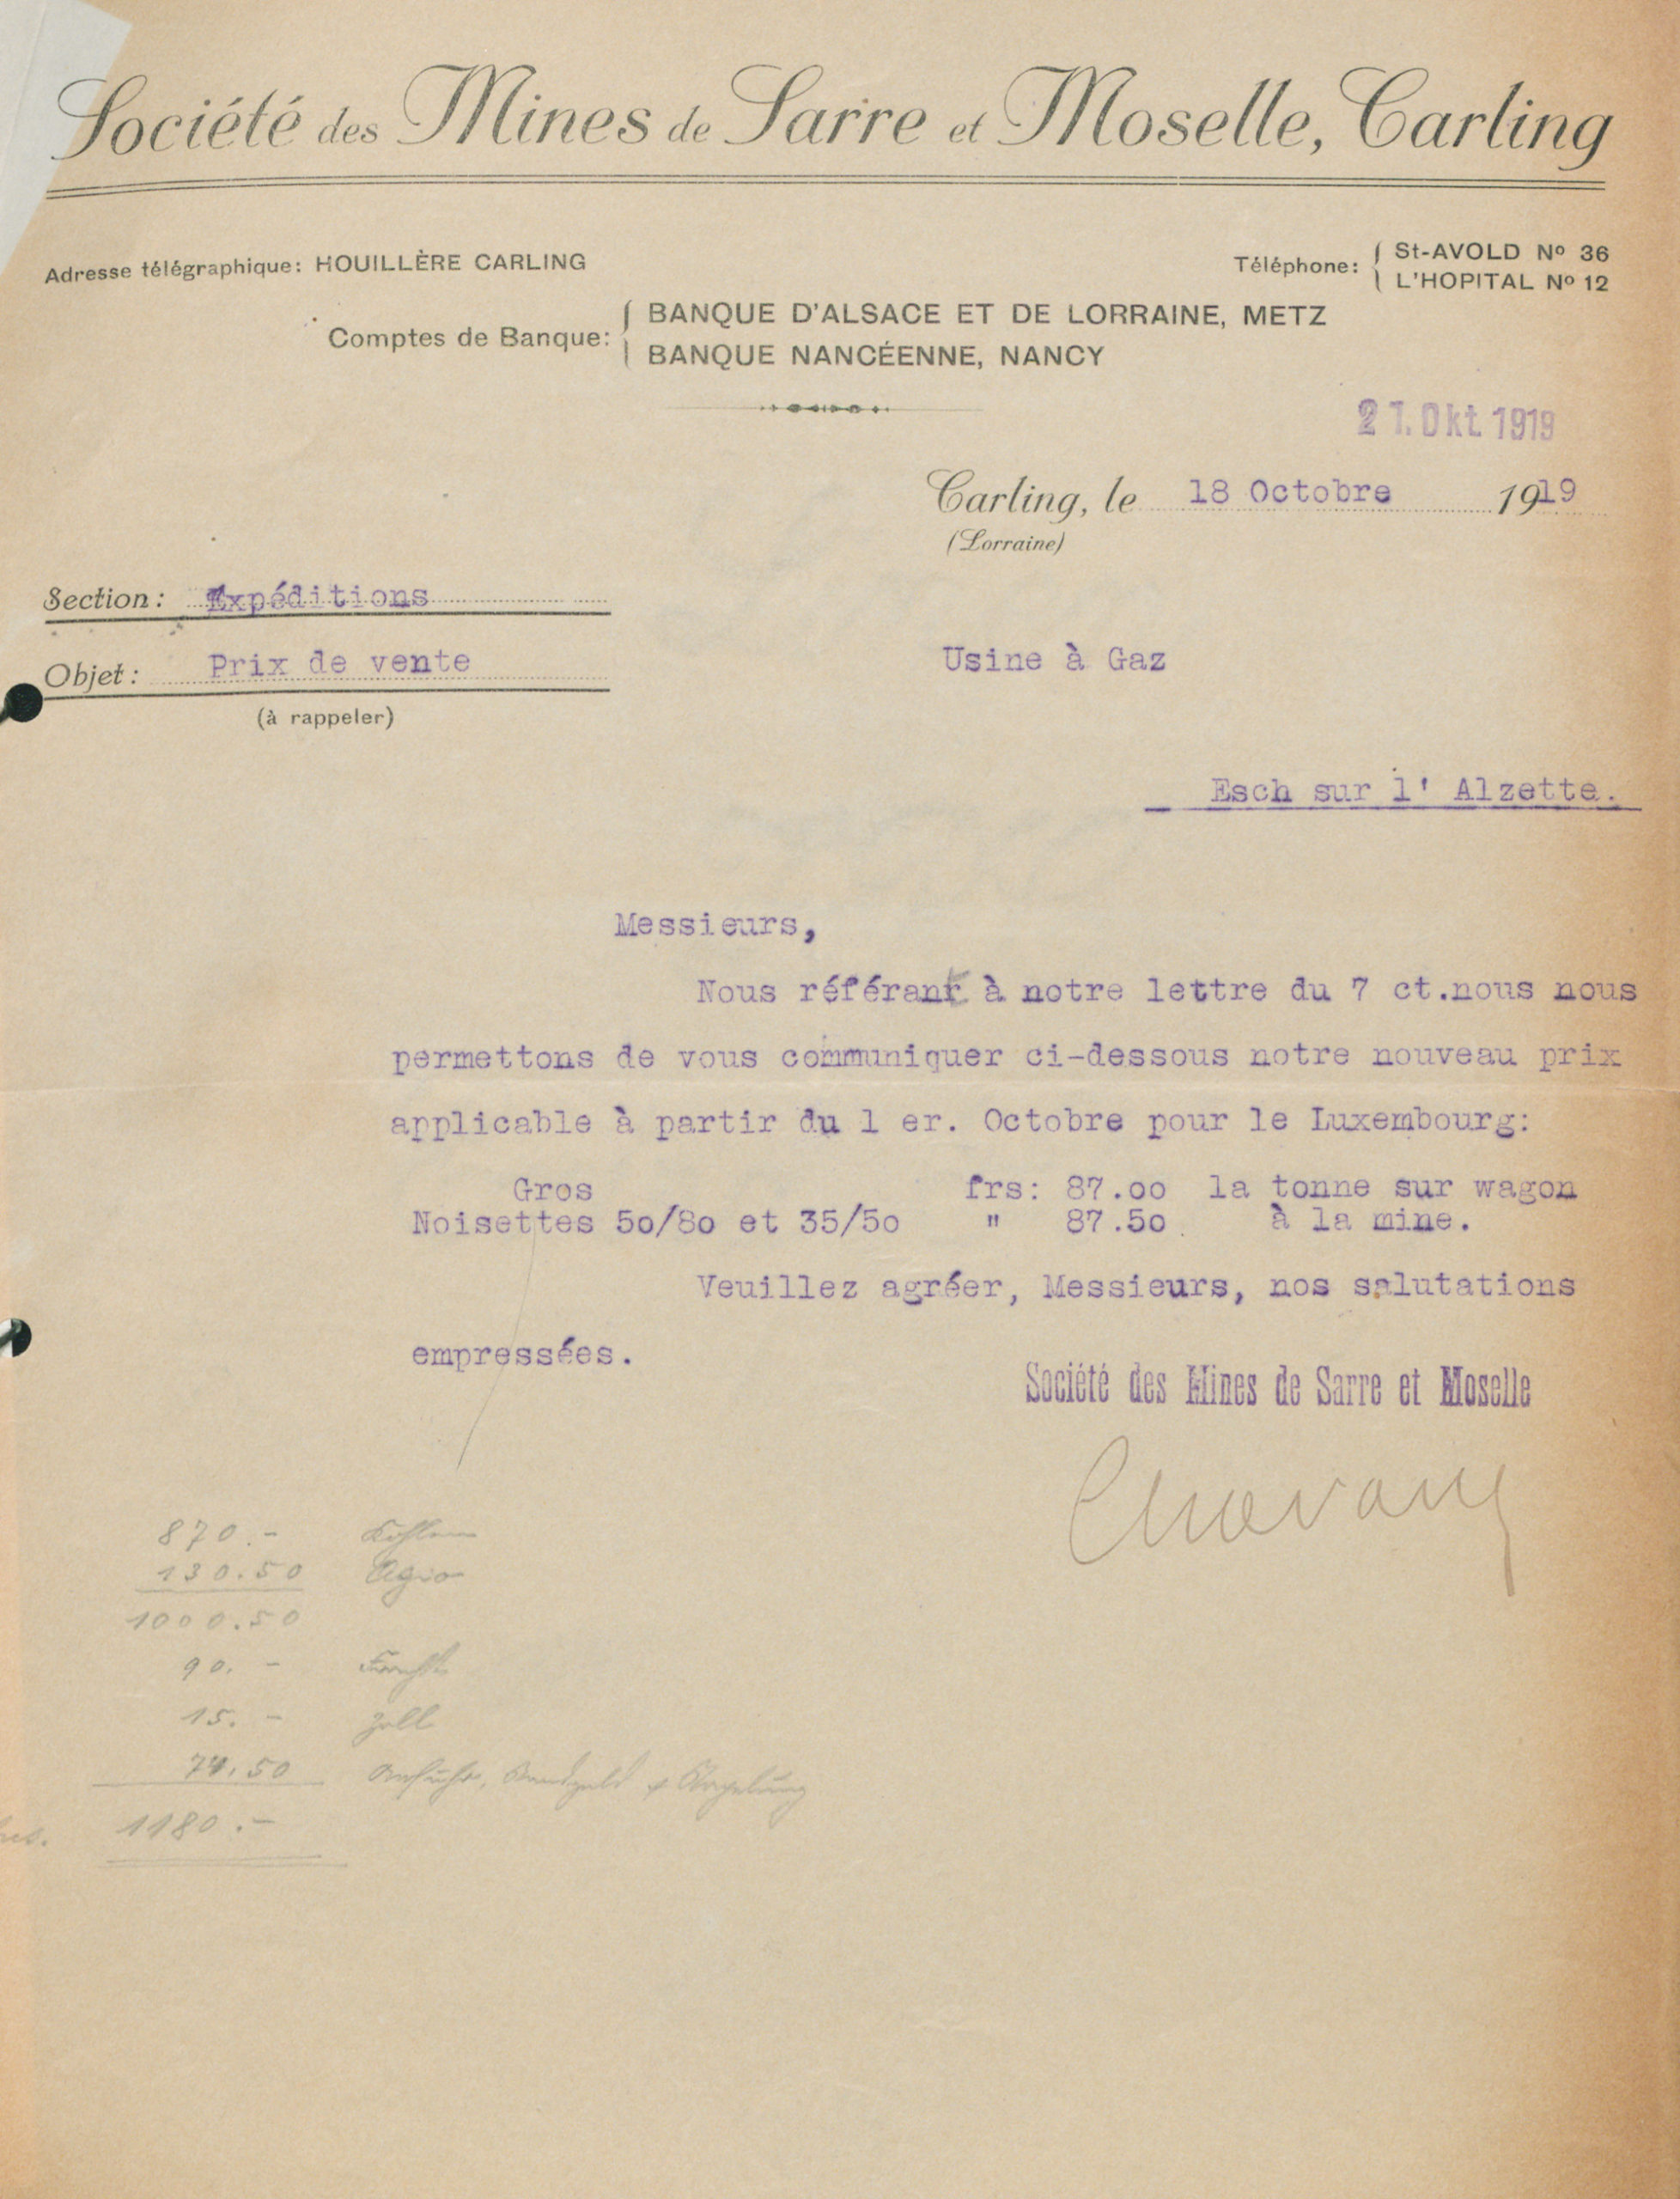 Société des Mines de Sarre et Moselle, Carling
Adresse télégraphique: HOUILLÈRE CARLING
Téléphone: { St-AVOLD Nº 36
L'HOPITAL Nº 12
Comptes de Banque: { BANQUE D'ALSACE ET DE LORRAINE, METZ
BANQUE NANCÉENNE, NANCY
21. Okt. 1919
Carling, le 18 Octobre 1919
(Lorraine)
Section: Expéditions
Objet: Prix de vente
(à rappeler)
Usine à Gaz
Esch sur l' Alzette.
Messieurs,
Nous référant à notre lettre du 7 ct.nous nous
permettons de vous communiquer ci-dessous notre nouveau prix
applicable à partir du 1 er. Octobre pour le Luxembourg:
Gros frs: 87.oo la tonne sur wagon
Noisettes 5o/8o et 35/5o " 87.5o à la mine.
Veuillez agréer, Messieurs, nos salutations
empressées.
Société des Mines de Sarre et Moselle
870.- Kohlen
130.50 Agio
1000.50
90.- Fracht
15.- Zoll
74.50 Anfuhr,
1180.-